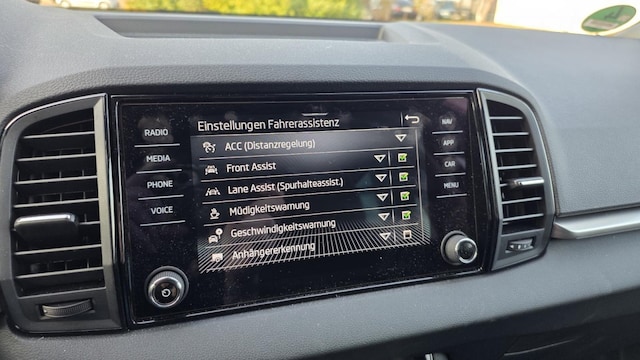 Einstellungen Fahrerassistenz
RADIO
MEDIA
PHONE
VOICE
ACC (Distanzregelung)
Front Assist
Lane Assist (Spurhalteassist.)
Müdigkeitswarnung
Geschwindigkeitswarnung
Anhängererkennung
NAV
APP
CAR
MENU